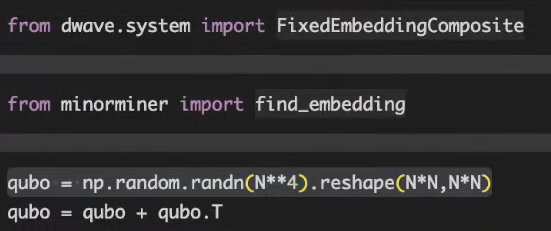 from dwave.system import FixedEmbeddingComposite
from minorminer import find_embedding
qubo = np.random.randn(N**4).reshape(N*N,N*N)
qubo = qubo + qubo.T